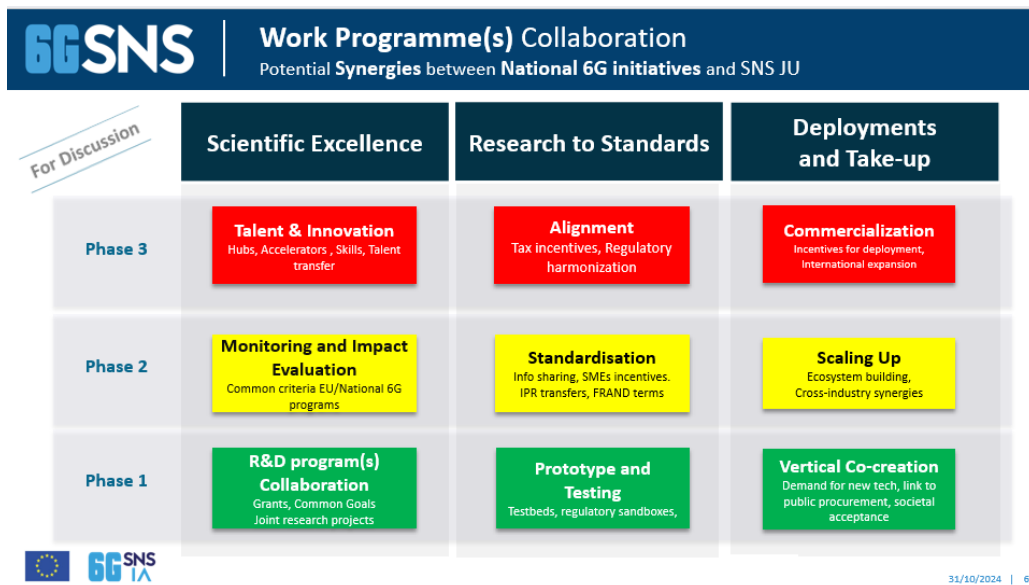 6GSNS
Work Programme(s) Collaboration
Potential Synergies between National 6G initiatives and SNS JU
For Discussion
Scientific Excellence
Research to Standards
Deployments
and Take-up
Phase 3
Talent & Innovation
Hubs, Accelerators , Skills, Talent
transfer
Alignment
Tax incentives, Regulatory
harmonization
Commercialization
Incentives for deployment,
International expansion
Phase 2
Monitoring and Impact
Evaluation
Common criteria EU/National 6G
programs
Standardisation
Info sharing, SMEs incentives.
IPR transfers, FRAND terms
Scaling Up
Ecosystem building,
Cross-industry synergies
Phase 1
R&D program(s)
Collaboration
Grants, Common Goals
Joint research projects
Prototype and
Testing
Testbeds, regulatory sandboxes,
Vertical Co-creation
Demand for new tech, link to
public procurement, societal
acceptance
6G SNS
IA
31/10/2024 | 6